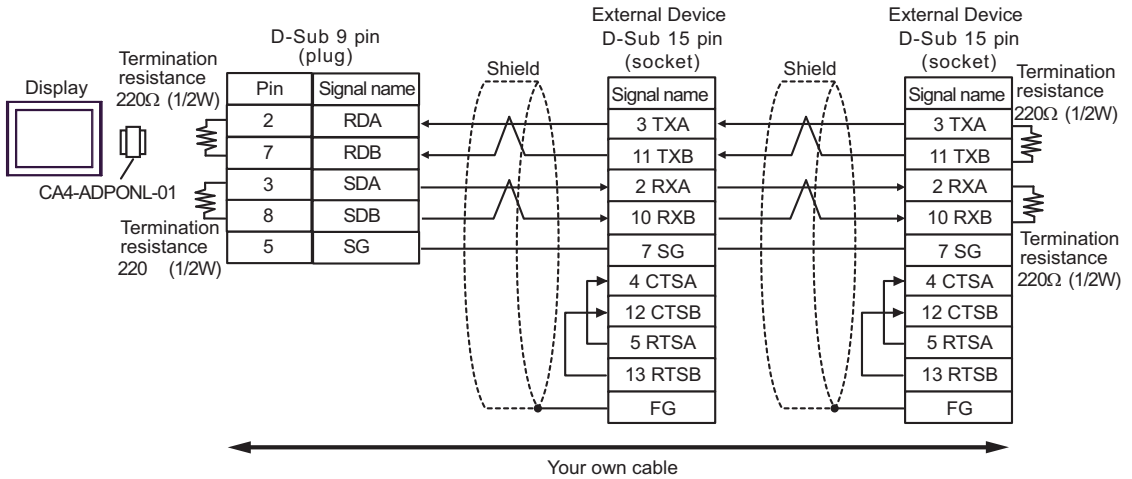 External Device
D-Sub 15 pin
(socket)
External Device
D-Sub 15 pin
(socket)
D-Sub 9 pin
(plug)
Termination
resistance
220Ω (1/2W)
Display
CA4-ADPONL-01
Termination
resistance
220 (1/2W)
Shield
Shield
Termination
resistance
220Ω (1/2W)
Termination
resistance
220Ω (1/2W)
Pin Signal name
2 RDA
7 RDB
3 SDA
8 SDB
5 SG
Signal name
3 TXA
11 TXB
2 RXA
10 RXB
7 SG
4 CTSA
12 CTSB
5 RTSA
13 RTSB
FG
Signal name
3 TXA
11 TXB
2 RXA
10 RXB
7 SG
4 CTSA
12 CTSB
5 RTSA
13 RTSB
FG
Your own cable